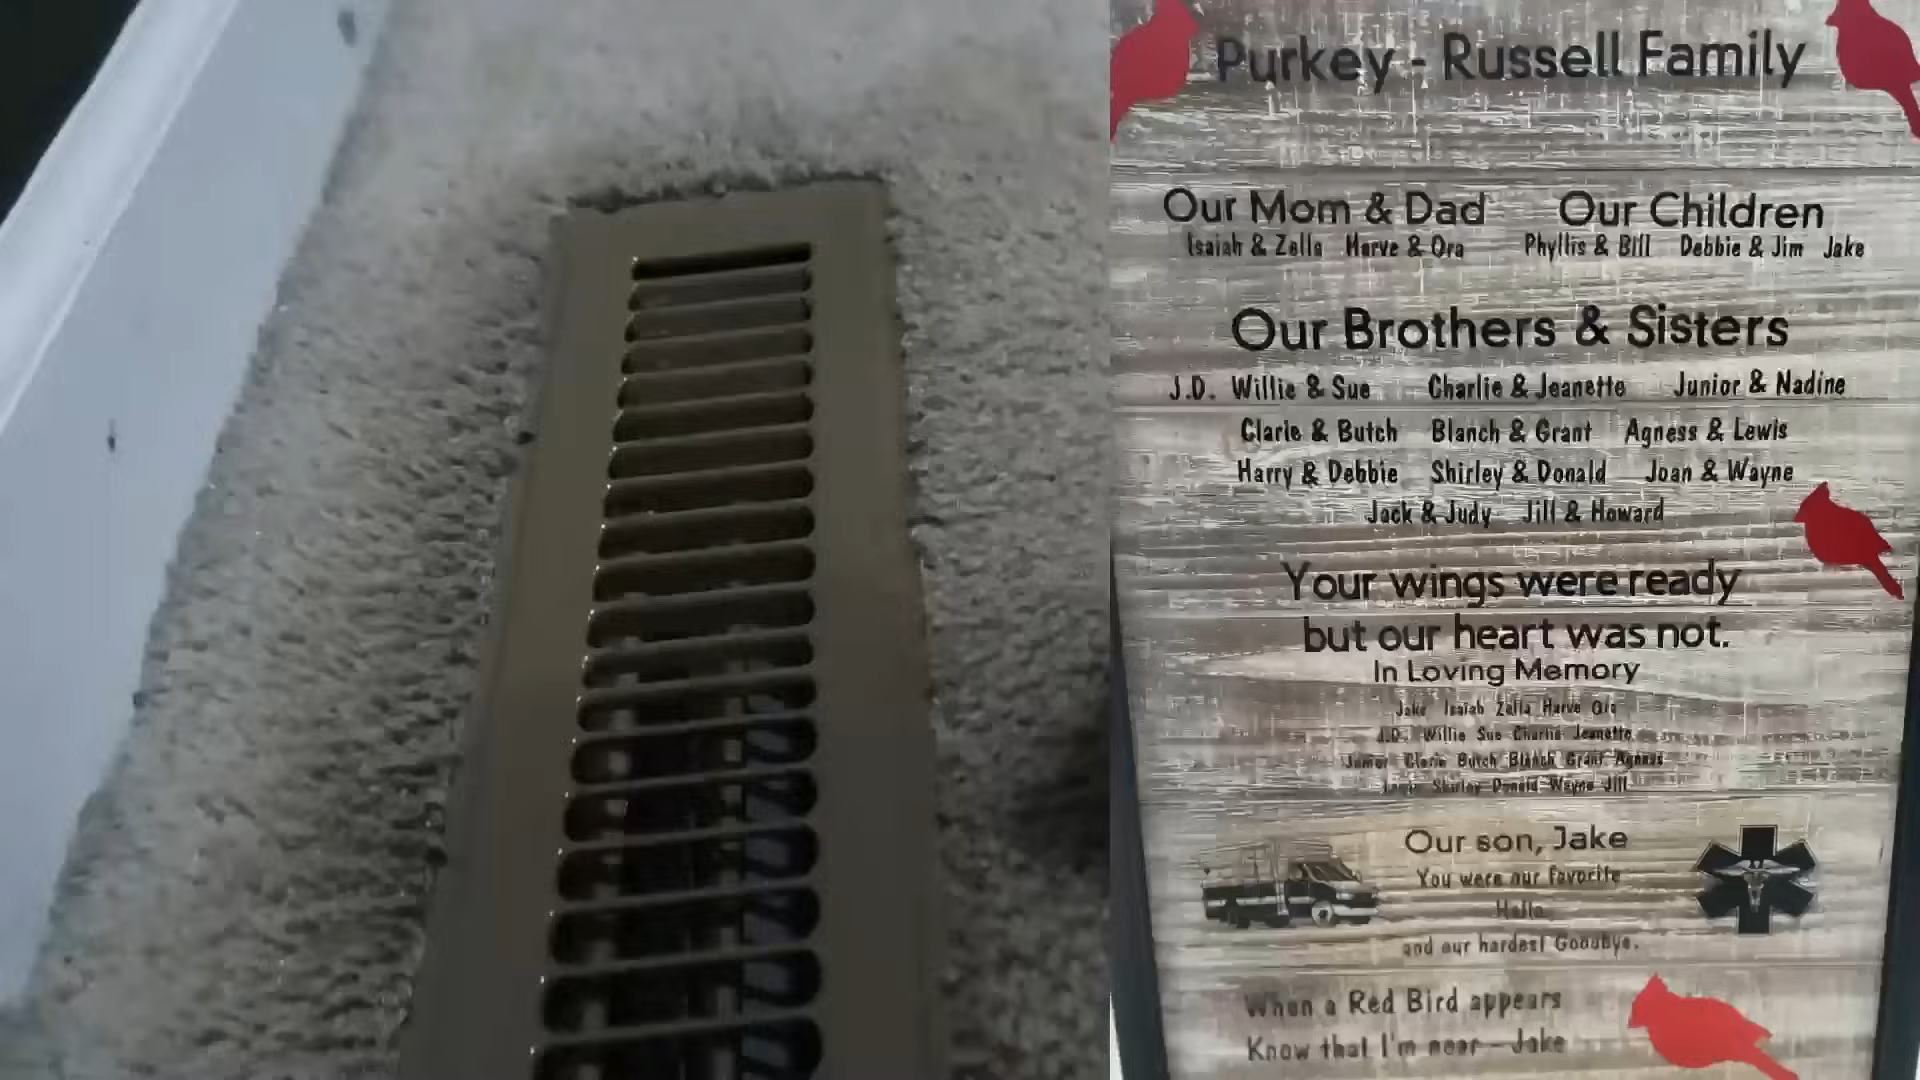 Purkey - Russell Family
Our Mom & Dad Our Children
Isaiah & Zella Harve & Ora Phyllis & Bill Debbie & Jim Jake
Our Brothers & Sisters
J.D. Willie & Sue Charlie & Jeanette Junior & Nadine
Clarie & Butch Blanch & Grant Agness & Lewis
Harry & Debbie Shirley & Donald Joan & Wayne
Jack & Judy Jill & Howard
Your wings were ready
but our heart was not.
In Loving Memory
Jake Isaiah Zella Harve Ora
J.D. Willie Sue Charlie Jeanette
Junior Clarie Butch Blanch Grant Agness
Shirley Donald Wayne Jill
Our son, Jake
You were our favorite
Hello
and our hardest Goodbye.
When a Red Bird appears
Know that I'm near - Jake